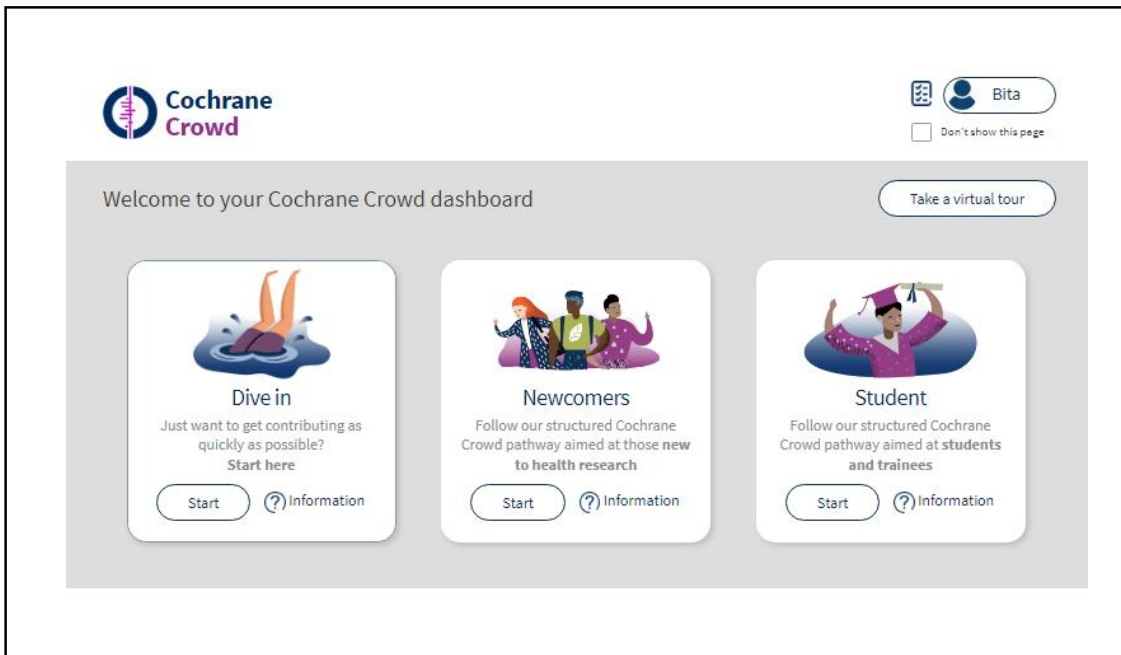 Cochrane
Crowd
Bita
Don't show this page
Welcome to your Cochrane Crowd dashboard
Take a virtual tour
Dive in
Just want to get contributing as
quickly as possible?
Start here
Start
(?) Information
Newcomers
Follow our structured Cochrane
Crowd pathway aimed at those new
to health research
Start
(?) Information
Student
Follow our structured Cochrane
Crowd pathway aimed at students
and trainees
Start
(?) Information